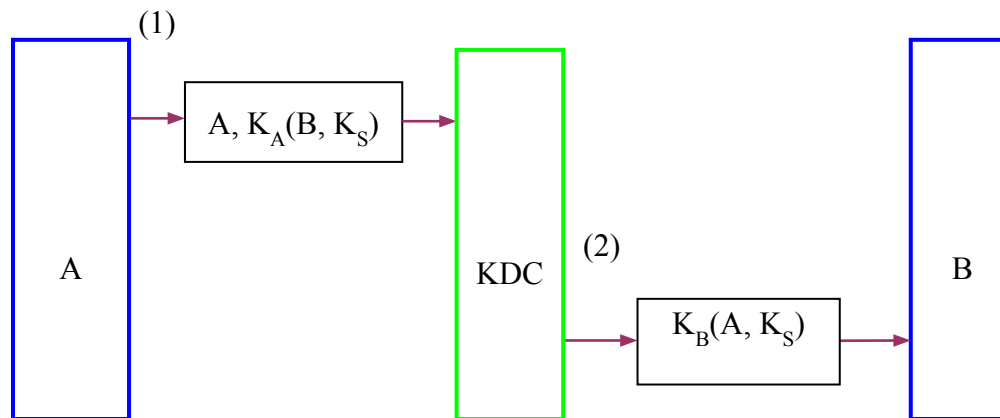 (1)
A, K_A(B, K_S)
(2)
A
KDC
B
K_B(A, K_S)